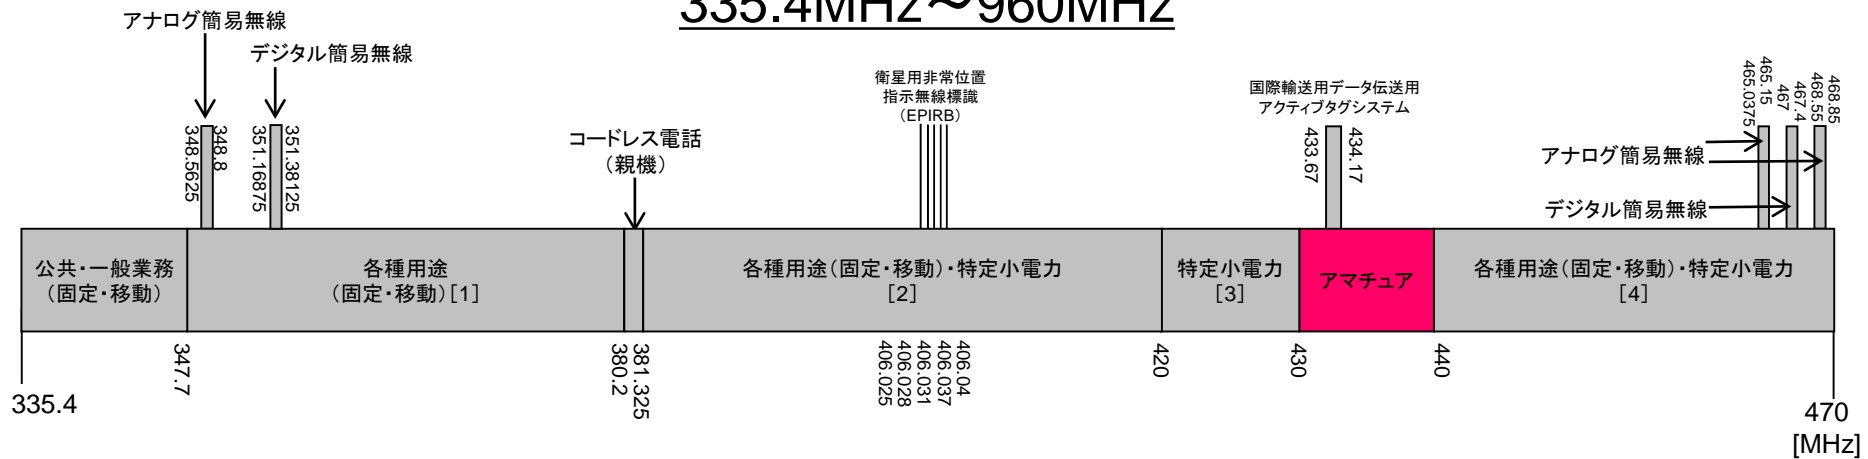 335.4MHz～960MHz
アナログ簡易無線
デジタル簡易無線
348.5625
348.8
351.16875
351.38125
コードレス電話
（親機）
衛星用非常位置
指示無線標識
（EPIRB）
国際輸送用データ伝送用
アクティブタグシステム
433.67
434.17
465.0375
465.15
467
467.4
468.55
468.85
アナログ簡易無線
デジタル簡易無線
公共・一般業務
（固定・移動）
各種用途
（固定・移動）[1]
各種用途（固定・移動）・特定小電力
[2]
特定小電力
[3]
アマチュア
各種用途（固定・移動）・特定小電力
[4]
335.4
347.7
380.2
381.325
406.025
406.028
406.031
406.037
406.04
420
430
440
470
[MHz]